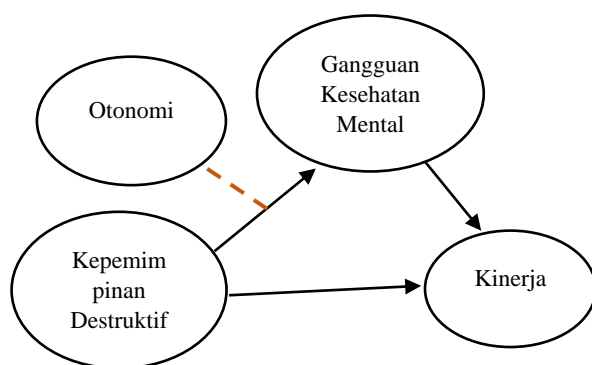 Otonomi
Gangguan
Kesehatan
Mental
Kepemim
pinan
Destruktif
Kinerja